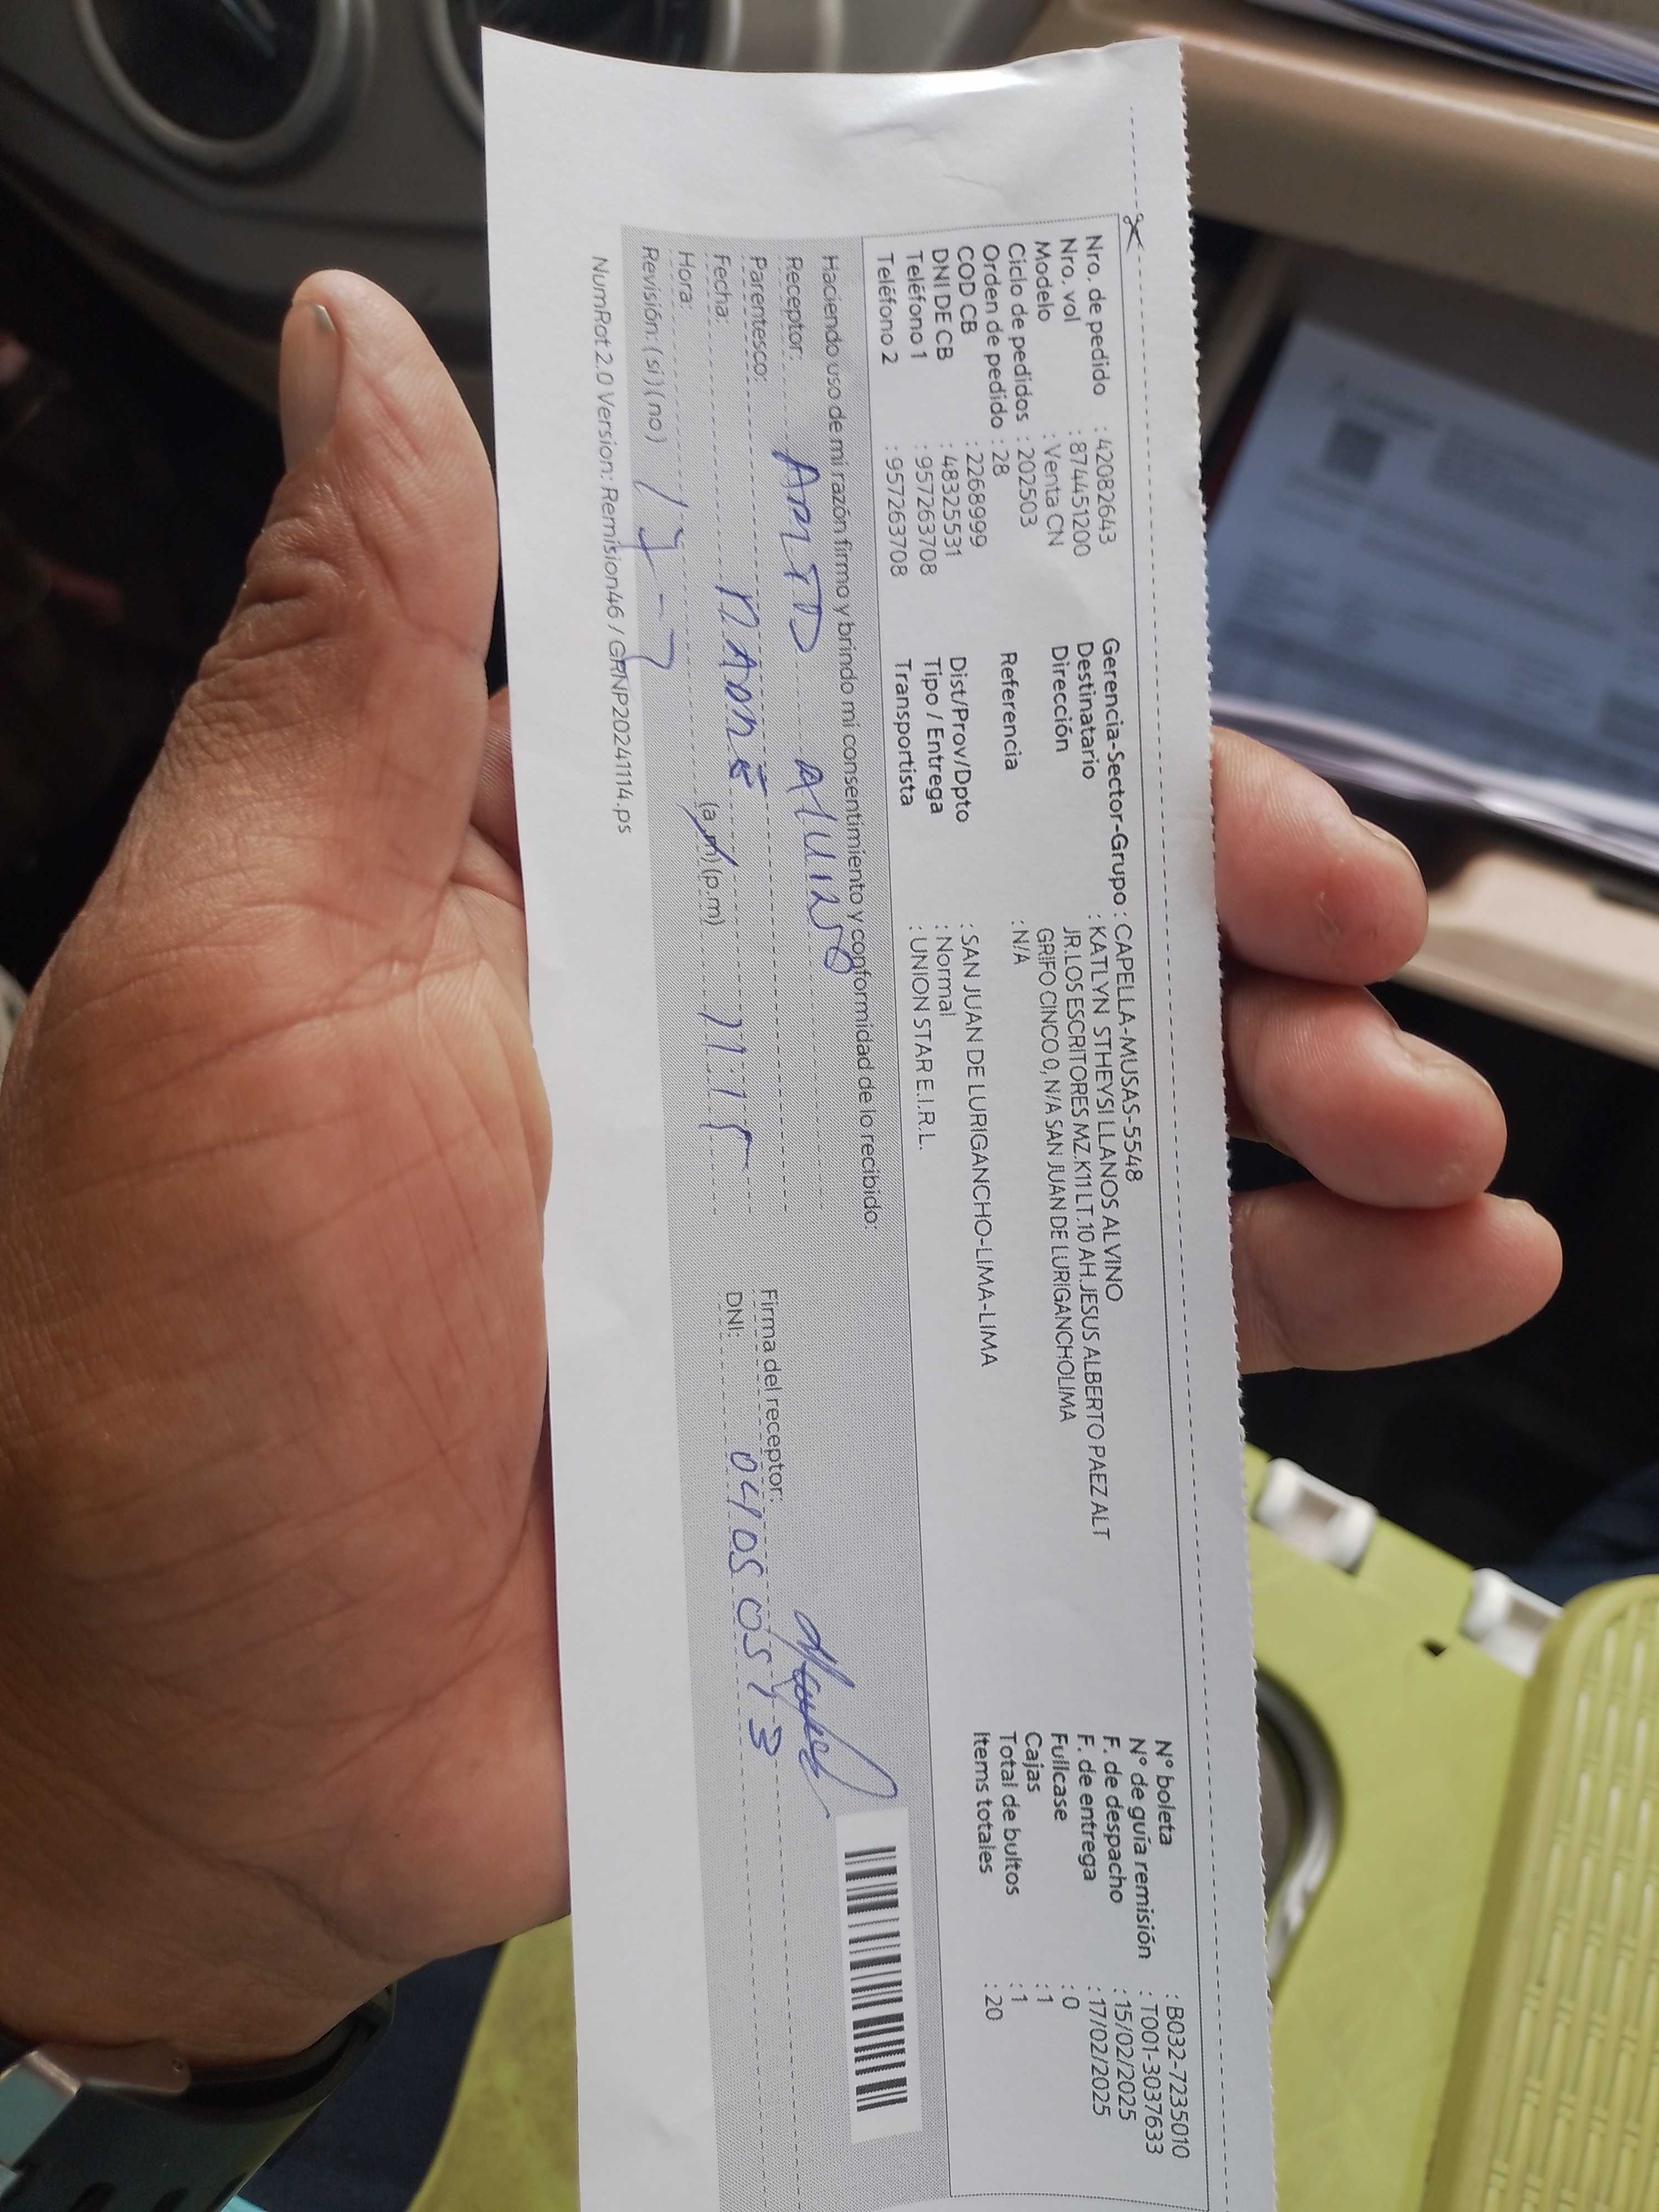 Nro. de pedido : 42082643
Nro. vol : 8744451200
Modelo : Venta CN
Ciclo de pedidos : 202503
Orden de pedido : 28
COD CB : 22689999
DNI DE CB : 48325531
Teléfono 1 : 957263708
Teléfono 2 : 957263708
Gerencia-Sector-Grupo : CAPELLA-MUSAS-5548
Destinatario : KATLYN STHEYSI LLANOS ALVINO
Dirección JR.LOS ESCRITORES MZ.K11 LT.10 AH.JESUS ALBERTO PAEZ ALT
GRIFO CINCO 0, N/A SAN JUAN DE LURIGANCHOLIMA
Referencia : N/A
Dist/Prov/Dpto : SAN JUAN DE LURIGANCHO-LIMA-LIMA
Tipo / Entrega : Normal
Transportista : UNION STAR E.I.R.L.
N° boleta : B032-7235010
N° de guía remisión : T001-3037633
F. de despacho : 15/02/2025
F. de entrega : 17/02/2025
Fullcase : 0
Cajas : 1
Total de bultos : 1
Items totales : 20
Haciendo uso de mi razón firmo y brindo mi consentimiento y conformidad de lo recibido:
Receptor:
Parentesco:
Fecha:
Hora: (a.m) (p.m) 11:15
Revisión: (si) (no)
Firma del receptor:
DNI:
NumRot 2.0 Version: Remision46 / GRNP20241114.ps